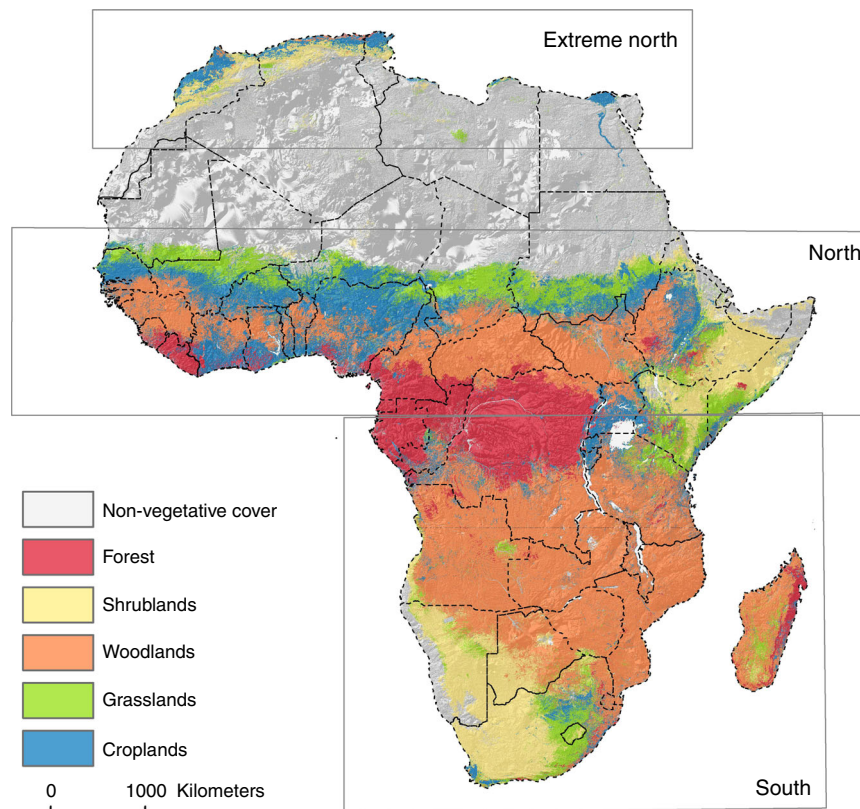 Extreme north
North
Non-vegetative cover
Forest
Shrublands
Woodlands
Grasslands
Croplands
0 1000 Kilometers
South